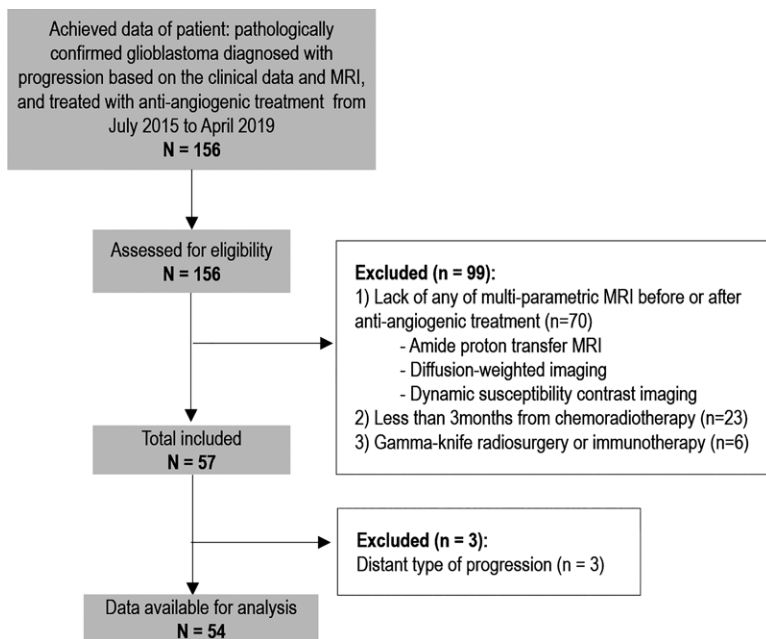 Achieved data of patient: pathologically
confirmed glioblastoma diagnosed with
progression based on the clinical data and MRI,
and treated with anti-angiogenic treatment from
July 2015 to April 2019
N = 156
Assessed for eligibility
N = 156
Excluded (n = 99):
1) Lack of any of multi-parametric MRI before or after
anti-angiogenic treatment (n=70)
- Amide proton transfer MRI
- Diffusion-weighted imaging
- Dynamic susceptibility contrast imaging
2) Less than 3months from chemoradiotherapy (n=23)
3) Gamma-knife radiosurgery or immunotherapy (n=6)
Total included
N = 57
Excluded (n = 3):
Distant type of progression (n = 3)
Data available for analysis
N = 54